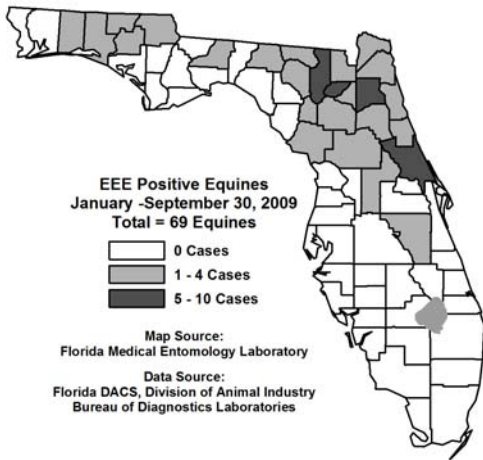 EEE Positive Equines
January -September 30, 2009
Total = 69 Equines
0 Cases
1 - 4 Cases
5 - 10 Cases
Map Source:
Florida Medical Entomology Laboratory
Data Source:
Florida DACS, Division of Animal Industry
Bureau of Diagnostics Laboratories